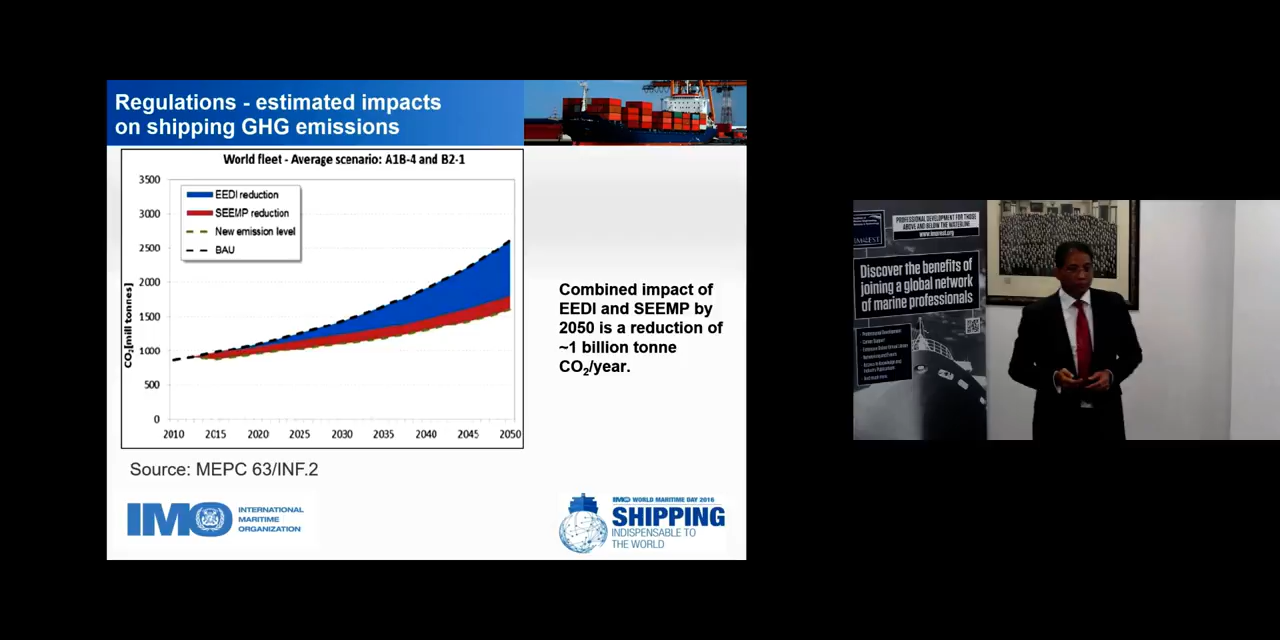 Regulations - estimated impacts
on shipping GHG emissions
World fleet - Average scenario: A1B-4 and B2-1
3500
3000
2500
2000
1500
1000
500
0
CO2[mill tonnes]
EEDI reduction
SEEMP reduction
New emission level
BAU
2010 2015 2020 2025 2030 2035 2040 2045 2050
Combined impact of
EEDI and SEEMP by
2050 is a reduction of
~1 billion tonne
CO2/year.
Source: MEPC 63/INF.2
IMO
INTERNATIONAL
MARITIME
ORGANIZATION
IMO WORLD MARITIME DAY 2016
SHIPPING
INDISPENSABLE TO
THE WORLD
PROFESSIONAL DEVELOPMENT FOR THOSE
ABOVE AND BELOW THE WATERLINE
www.imarest.org
Discover the benefits of
joining a global network
of marine professionals